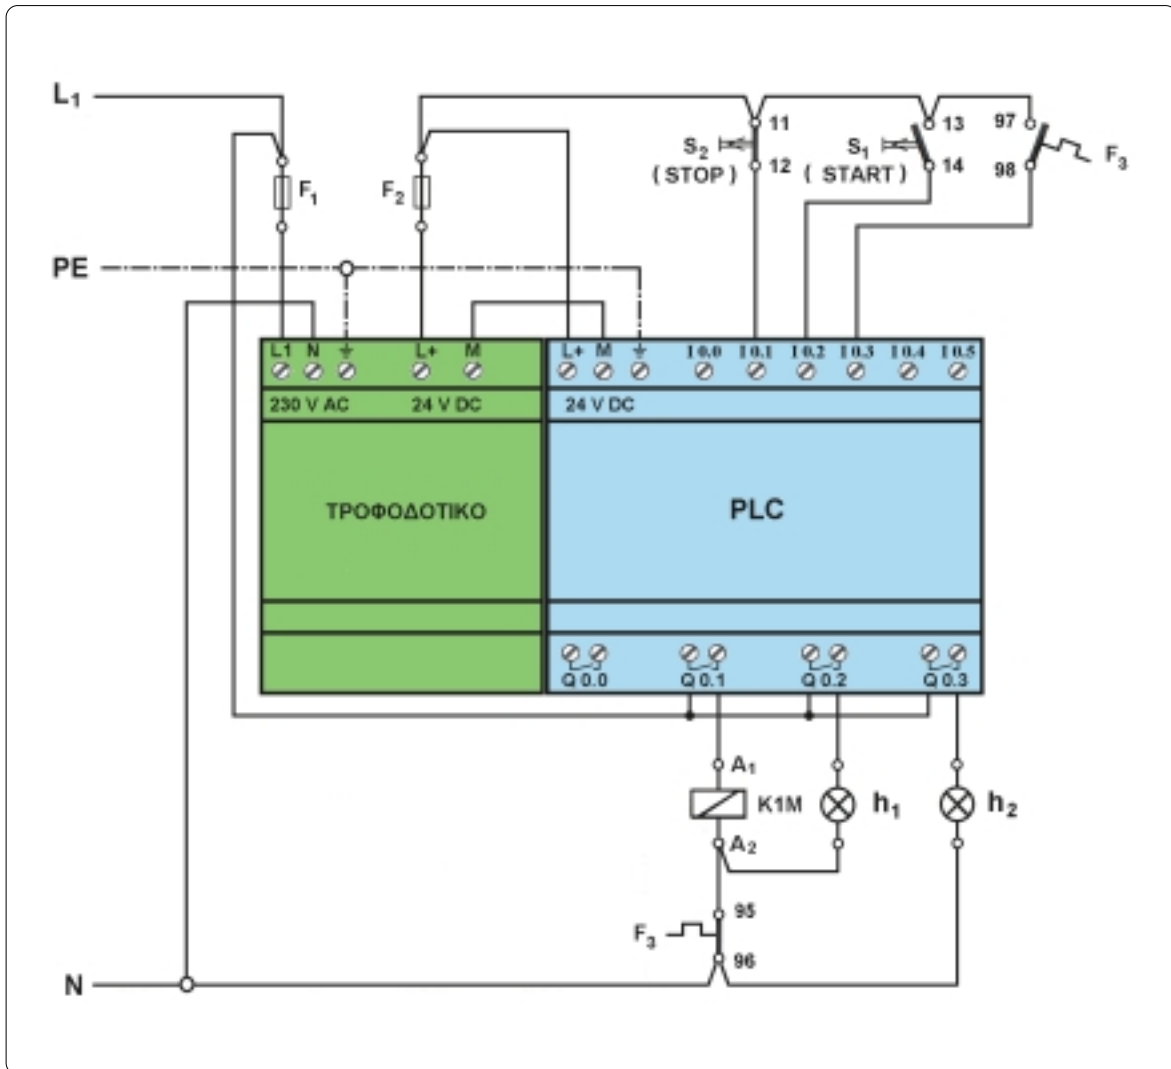 L1
11
13
97
S2
S1
F3
( STOP )
12
( START )
14
98
F1
F2
PE
L1 N L+ M
L+ M I 0.0 I 0.1 I 0.2 I 0.3 I 0.4 I 0.5
230 V AC 24 V DC
24 V DC
ΤΡΟΦΟΔΟΤΙΚΟ
PLC
Q 0.0 Q 0.1 Q 0.2 Q 0.3
A1
K1M
h1
h2
A2
95
F3
96
N